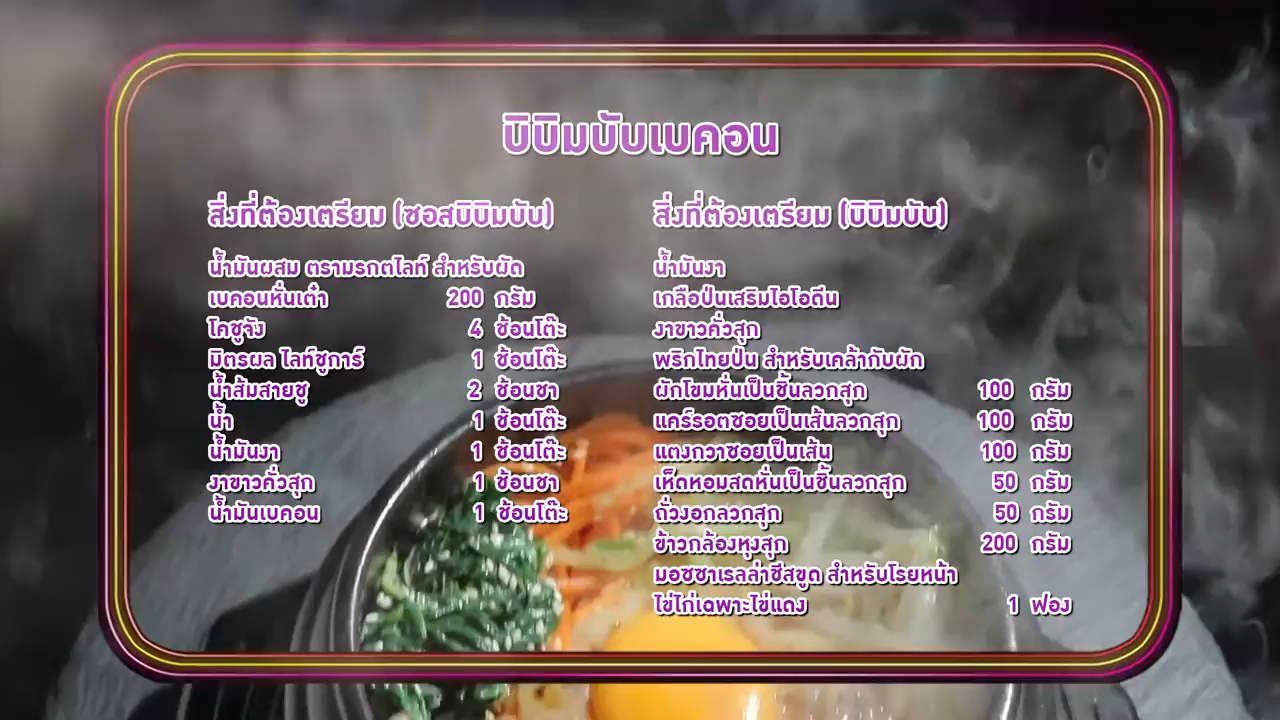 บิบิมบับเบคอน
สิ่งที่ต้องเตรียม (ซอสบิบิมบับ)
น้ำมันผสม ตรามรกตไลท์ สำหรับผัด
เบคอนหั่นเต๋า 200 กรัม
โคชูจัง 4 ช้อนโต๊ะ
มิตรผล ไลท์ชูการ์ 1 ช้อนโต๊ะ
น้ำส้มสายชู 2 ช้อนชา
น้ำ 1 ช้อนโต๊ะ
น้ำมันงา 1 ช้อนโต๊ะ
งาขาวคั่วสุก 1 ช้อนชา
น้ำมันเบคอน 1 ช้อนโต๊ะ
สิ่งที่ต้องเตรียม (บิบิมบับ)
น้ำมันงา
เกลือป่นเสริมไอโอดีน
งาขาวคั่วสุก
พริกไทยป่น สำหรับเคล้ากับผัก
ผักโขมหั่นเป็นชิ้นลวกสุก 100 กรัม
แคร์รอตซอยเป็นเส้นลวกสุก 100 กรัม
แตงกวาซอยเป็นเส้น 100 กรัม
เห็ดหอมสดหั่นเป็นชิ้นลวกสุก 50 กรัม
ถั่วงอกลวกสุก 50 กรัม
ข้าวกล้องหุงสุก 200 กรัม
มอซซาเรลล่าชีสขูด สำหรับโรยหน้า
ไข่ไก่เฉพาะไข่แดง 1 ฟอง